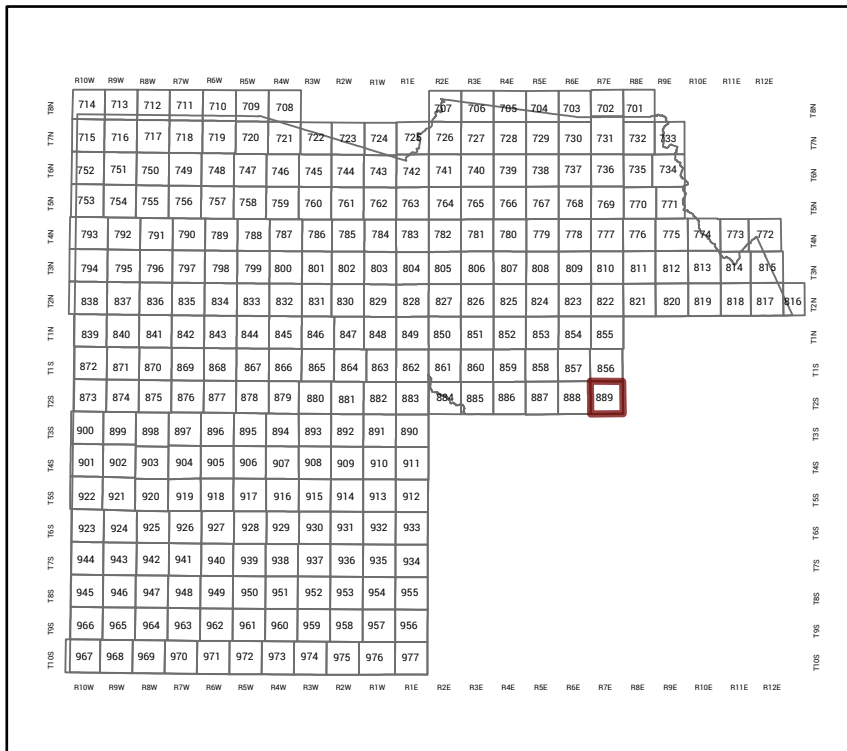 R10W R9W R8W R7W R6W R5W R4W R3W R2W R1W R1E R2E R3E R4E R5E R6E R7E R8E R9E R10E R11E R12E
T8N 714 713 712 711 710 709 708 707 706 705 704 703 702 701 T8N
T7N 715 716 717 718 719 720 721 722 723 724 725 726 727 728 729 730 731 732 733 T7N
T6N 752 751 750 749 748 747 746 745 744 743 742 741 740 739 738 737 736 735 734 T6N
T5N 753 754 755 756 757 758 759 760 761 762 763 764 765 766 767 768 769 770 771 T5N
T4N 793 792 791 790 789 788 787 786 785 784 783 782 781 780 779 778 777 776 775 774 773 772 T4N
T3N 794 795 796 797 798 799 800 801 802 803 804 805 806 807 808 809 810 811 812 813 814 815 T3N
T2N 838 837 836 835 834 833 832 831 830 829 828 827 826 825 824 823 822 821 820 819 818 817 816 T2N
T1N 839 840 841 842 843 844 845 846 847 848 849 850 851 852 853 854 855 T1N
T1S 872 871 870 869 868 867 866 865 864 863 862 861 860 859 858 857 856 T1S
T2S 873 874 875 876 877 878 879 880 881 882 883 884 885 886 887 888 889 T2S
T3S 900 899 898 897 896 895 894 893 892 891 890 T3S
T4S 901 902 903 904 905 906 907 908 909 910 911 T4S
T5S 922 921 920 919 918 917 916 915 914 913 912 T5S
T6S 923 924 925 926 927 928 929 930 931 932 933 T6S
T7S 944 943 942 941 940 939 938 937 936 935 934 T7S
T8S 945 946 947 948 949 950 951 952 953 954 955 T8S
T9S 966 965 964 963 962 961 960 959 958 957 956 T9S
T10S 967 968 969 970 971 972 973 974 975 976 977 T10S
R10W R9W R8W R7W R6W R5W R4W R3W R2W R1W R1E R2E R3E R4E R5E R6E R7E R8E R9E R10E R11E R12E